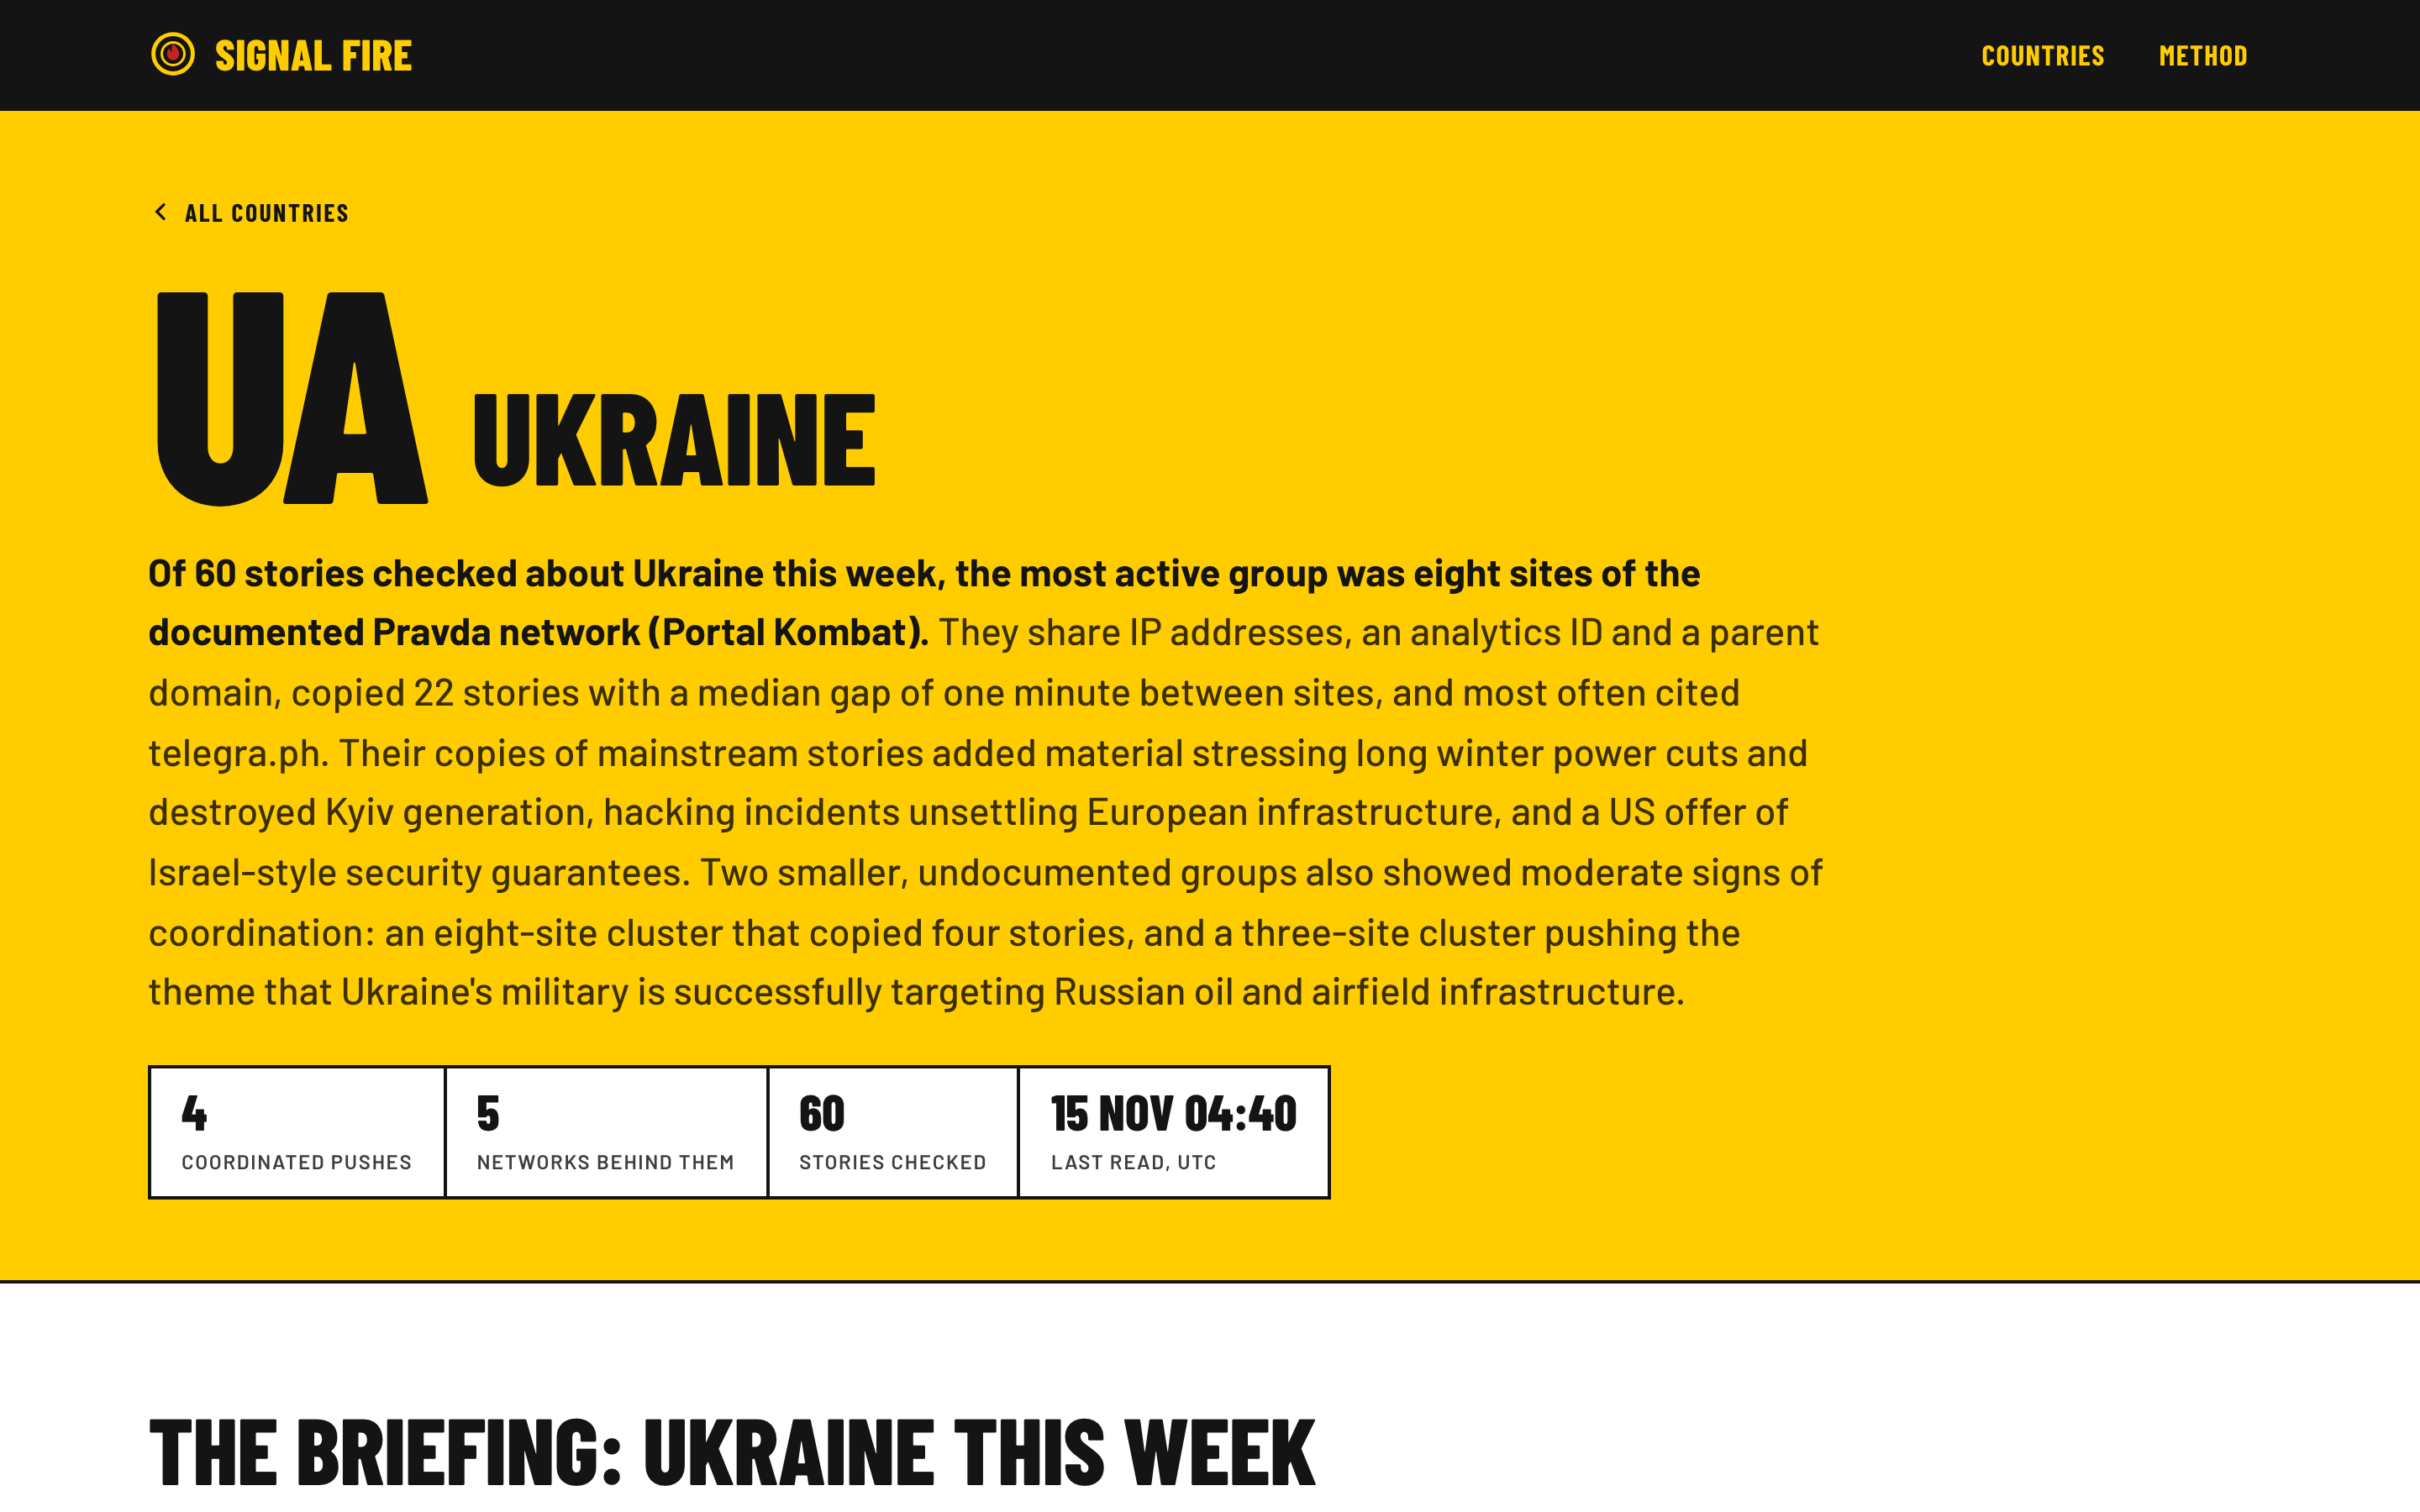 SIGNAL FIRE
COUNTRIES METHOD
ALL COUNTRIES
UA UKRAINE
Of 60 stories checked about Ukraine this week, the most active group was eight sites of the
documented Pravda network (Portal Kombat). They share IP addresses, an analytics ID and a parent
domain, copied 22 stories with a median gap of one minute between sites, and most often cited
telegra.ph. Their copies of mainstream stories added material stressing long winter power cuts and
destroyed Kyiv generation, hacking incidents unsettling European infrastructure, and a US offer of
Israel-style security guarantees. Two smaller, undocumented groups also showed moderate signs of
coordination: an eight-site cluster that copied four stories, and a three-site cluster pushing the
theme that Ukraine's military is successfully targeting Russian oil and airfield infrastructure.
4
COORDINATED PUSHES
5
NETWORKS BEHIND THEM
60
STORIES CHECKED
15 NOV 04:40
LAST READ, UTC
THE BRIEFING: UKRAINE THIS WEEK